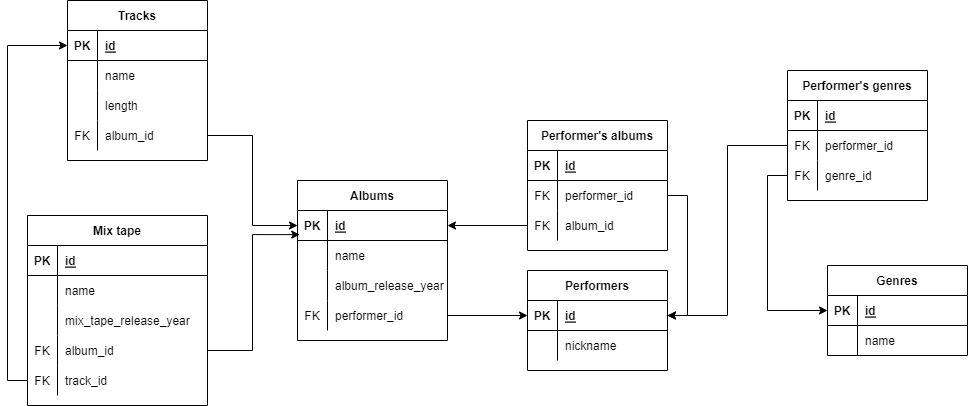 Tracks
PK id
name
length
FK album_id
Mix tape
PK id
name
mix_tape_release_year
FK album_id
FK track_id
Albums
PK id
name
album_release_year
FK performer_id
Performer's albums
PK id
FK performer_id
FK album_id
Performers
PK id
nickname
Performer's genres
PK id
FK performer_id
FK genre_id
Genres
PK id
name